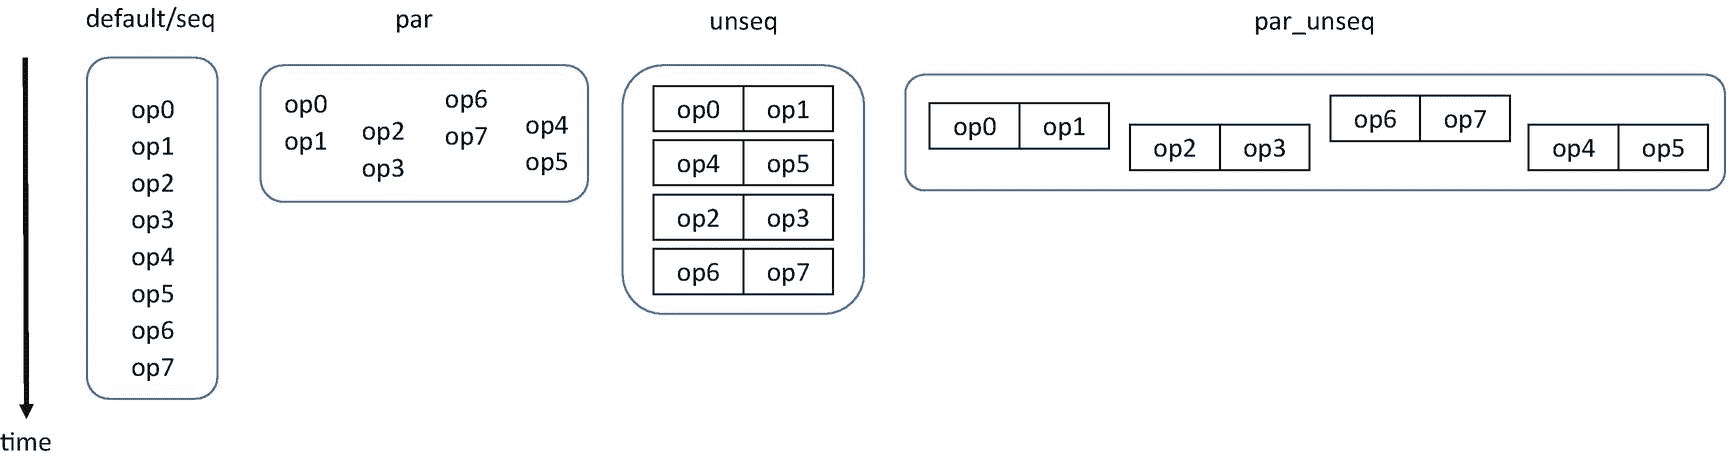 default/seq
op0
op1
op2
op3
op4
op5
op6
op7
par
op0
op1
op2
op3
op6
op7
op4
op5
unseq
op0 op1
op4 op5
op2 op3
op6 op7
par_unseq
op0 op1
op2 op3
op6 op7
op4 op5
time